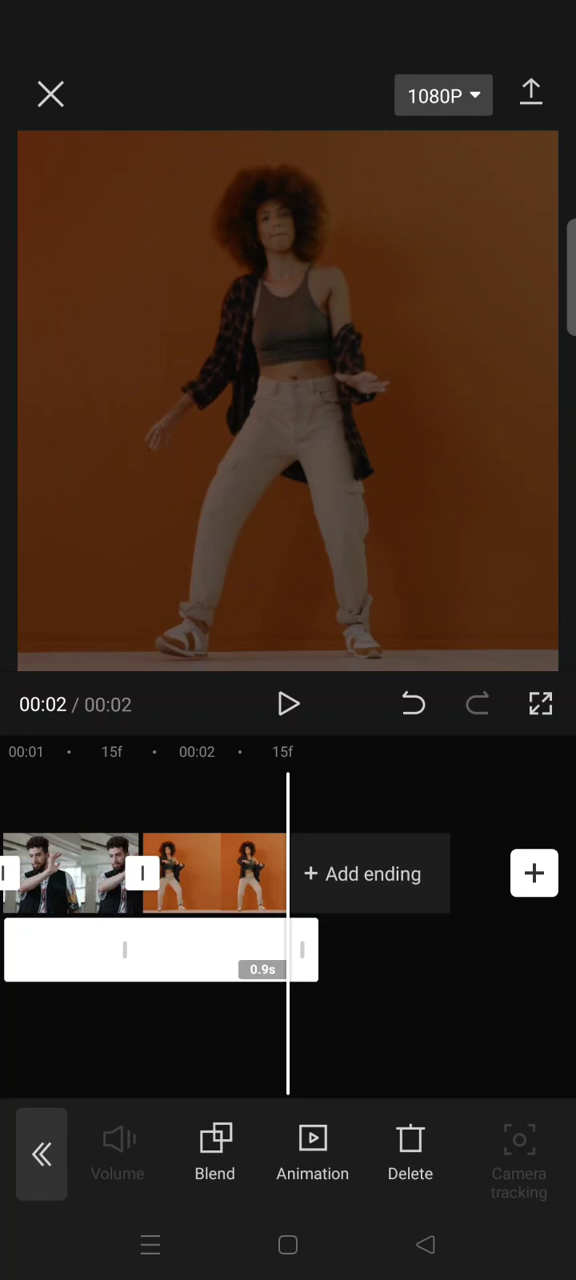 1080P
00:02 / 00:02
00:01 15f 00:02 15f
+ Add ending
0.9s
Volume
Blend
Animation
Delete
Camera
tracking